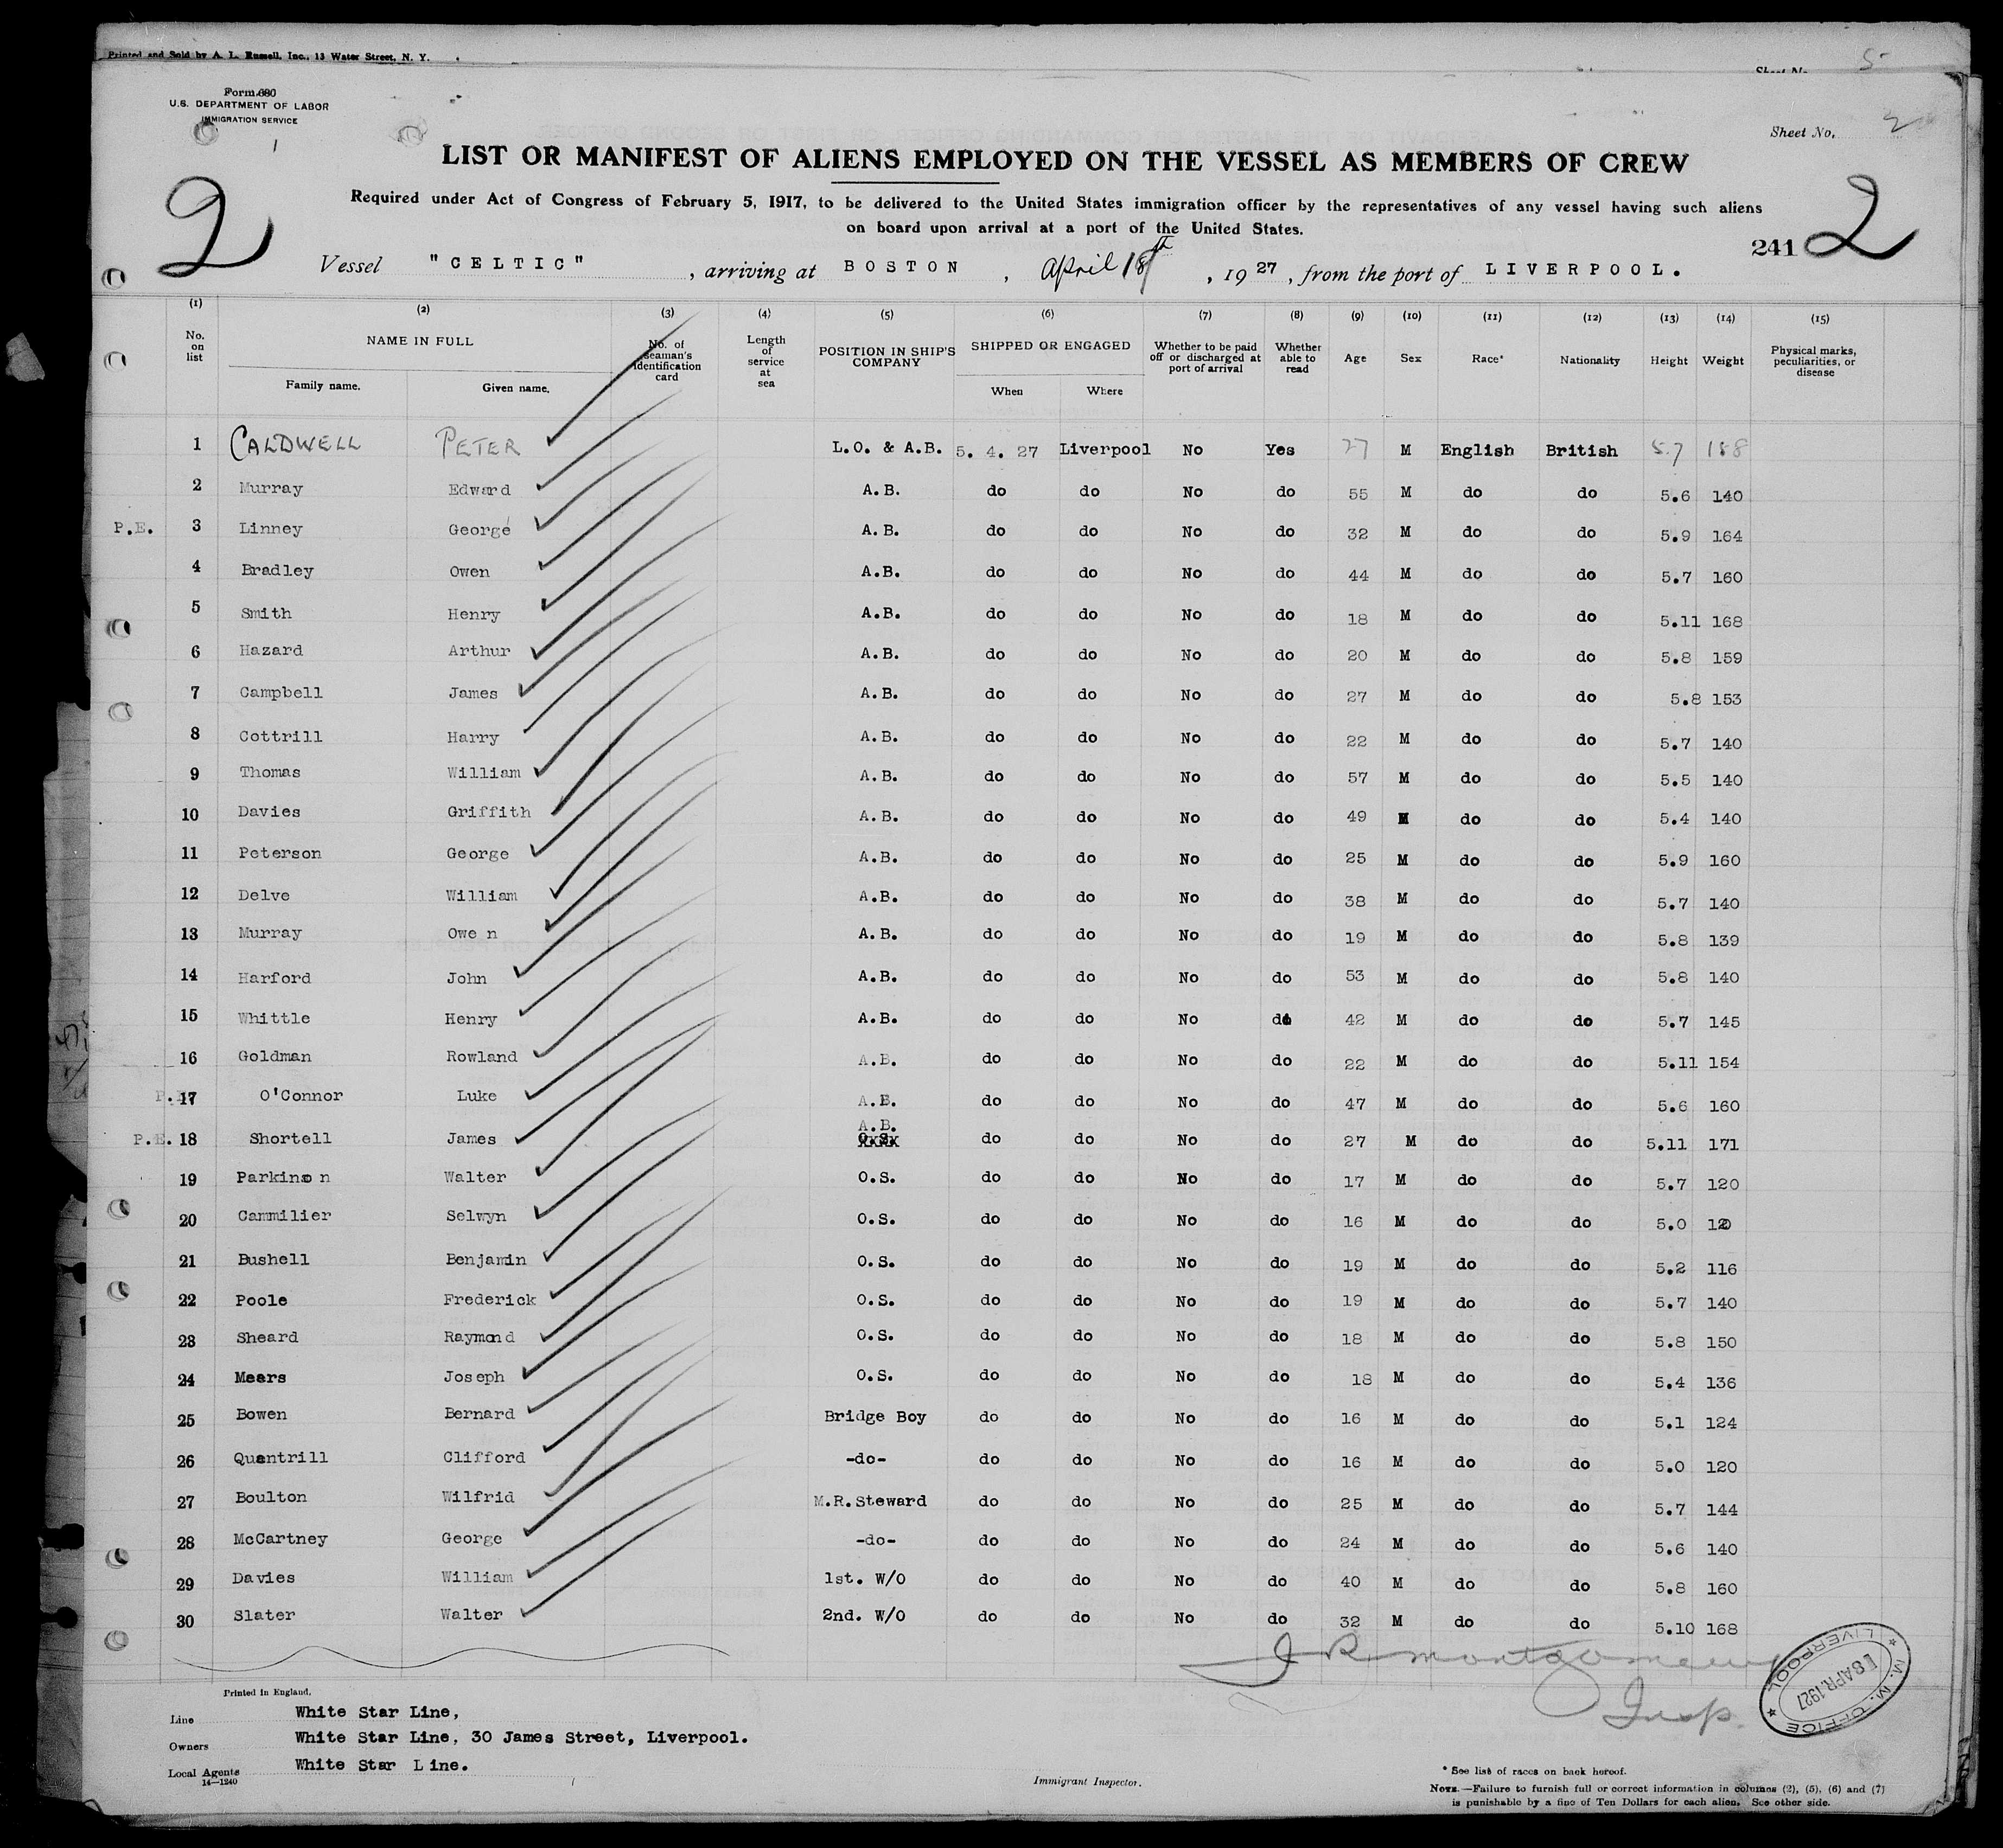 Printed and Sold by A. L. Russell, Inc., 13 Water Street, N. Y.
Sheet No. 5
Form 680
U.S. DEPARTMENT OF LABOR
IMMIGRATION SERVICE
Sheet No. 2
LIST OR MANIFEST OF ALIENS EMPLOYED ON THE VESSEL AS MEMBERS OF CREW
2
Required under Act of Congress of February 5, 1917, to be delivered to the United States immigration officer by the representatives of any vessel having such aliens
on board upon arrival at a port of the United States.
241 2
Vessel "CELTIC", arriving at BOSTON, April 18th, 1927, from the port of LIVERPOOL.
(1) (2) (3) (4) (5) (6) (7) (8) (9) (10) (11) (12) (13) (14) (15)
No. on list NAME IN FULL Family name. Given name. No. of seaman's identification card Length of service at sea POSITION IN SHIP'S COMPANY SHIPPED OR ENGAGED When Where Whether to be paid off or discharged at port of arrival Whether able to read Age Sex Race* Nationality Height Weight Physical marks, peculiarities, or disease
1 CALDWELL PETER L.O. & A.B. 5. 4. 27 Liverpool No Yes 27 M English British 5.7 158
2 Murray Edward A.B. do do No do 55 M do do 5.6 140
P.E. 3 Linney George A.B. do do No do 32 M do do 5.9 164
4 Bradley Owen A.B. do do No do 44 M do do 5.7 160
5 Smith Henry A.B. do do No do 18 M do do 5.11 168
6 Hazard Arthur A.B. do do No do 20 M do do 5.8 159
7 Campbell James A.B. do do No do 27 M do do 5.8 153
8 Cottrill Harry A.B. do do No do 22 M do do 5.7 140
9 Thomas William A.B. do do No do 57 M do do 5.5 140
10 Davies Griffith A.B. do do No do 49 M do do 5.4 140
11 Peterson George A.B. do do No do 25 M do do 5.9 160
12 Delve William A.B. do do No do 38 M do do 5.7 140
13 Murray Owe n A.B. do do No do 19 M do do 5.8 139
14 Harford John A.B. do do No do 53 M do do 5.8 140
15 Whittle Henry A.B. do do No do 42 M do do 5.7 145
16 Goldman Rowland A.B. do do No do 22 M do do 5.11 154
P.E. 17 O'Connor Luke A.B. do do No do 47 M do do 5.6 160
P.E. 18 Shortell James A.B. O.S. do do No do 27 M do do 5.11 171
19 Parkinso n Walter O.S. do do No do 17 M do do 5.7 120
20 Cammilier Selwyn O.S. do do No do 16 M do do 5.0 120
21 Bushell Benjamin O.S. do do No do 19 M do do 5.2 116
22 Poole Frederick O.S. do do No do 19 M do do 5.7 140
23 Sheard Raymond O.S. do do No do 18 M do do 5.8 150
24 Mears Joseph O.S. do do No do 18 M do do 5.4 136
25 Bowen Bernard Bridge Boy do do No do 16 M do do 5.1 124
26 Quantrill Clifford -do- do do No do 16 M do do 5.0 120
27 Boulton Wilfrid M.R.Steward do do No do 25 M do do 5.7 144
28 McCartney George -do- do do No do 24 M do do 5.6 140
29 Davies William 1st. W/O do do No do 40 M do do 5.8 160
30 Slater Walter 2nd. W/O do do No do 32 M do do 5.10 168
J R Montgomery
Insp.
M. M. OFFICE LIVERPOOL 8 APR. 1927
Printed in England.
Line White Star Line,
Owners White Star Line, 30 James Street, Liverpool.
Local Agents White Star Line.
14-1240
Immigrant Inspector.
* See list of races on back hereof.
NOTE.—Failure to furnish full or correct information in columns (2), (5), (6) and (7)
is punishable by a fine of Ten Dollars for each alien. See other side.